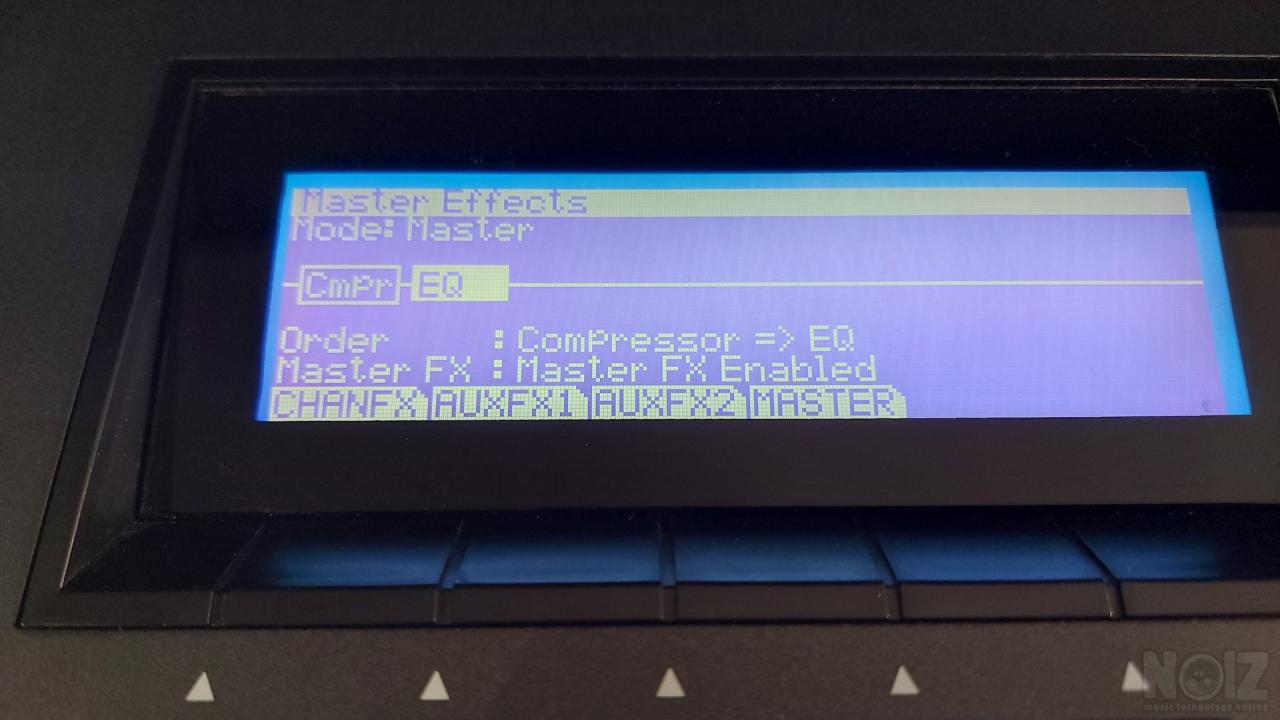 Master Effects
Mode: Master
Cmpr EQ
Order : Compressor => EQ
Master FX : Master FX Enabled
CHANFX AUXFX1 AUXFX2 MASTER
NOIZ
music technology online